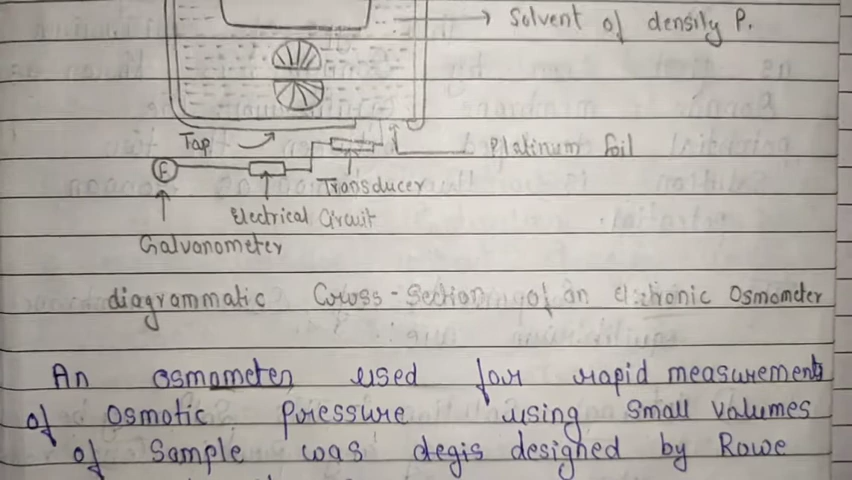 Solvent of density P.
Tap
Platinum foil
E
Transducer
Electrical Circuit
Galvanometer
diagrammatic Cross-Section of an electronic Osmometer
An osmometer used for rapid measurements
of osmotic pressure using small volumes
of sample was degis designed by Rowe